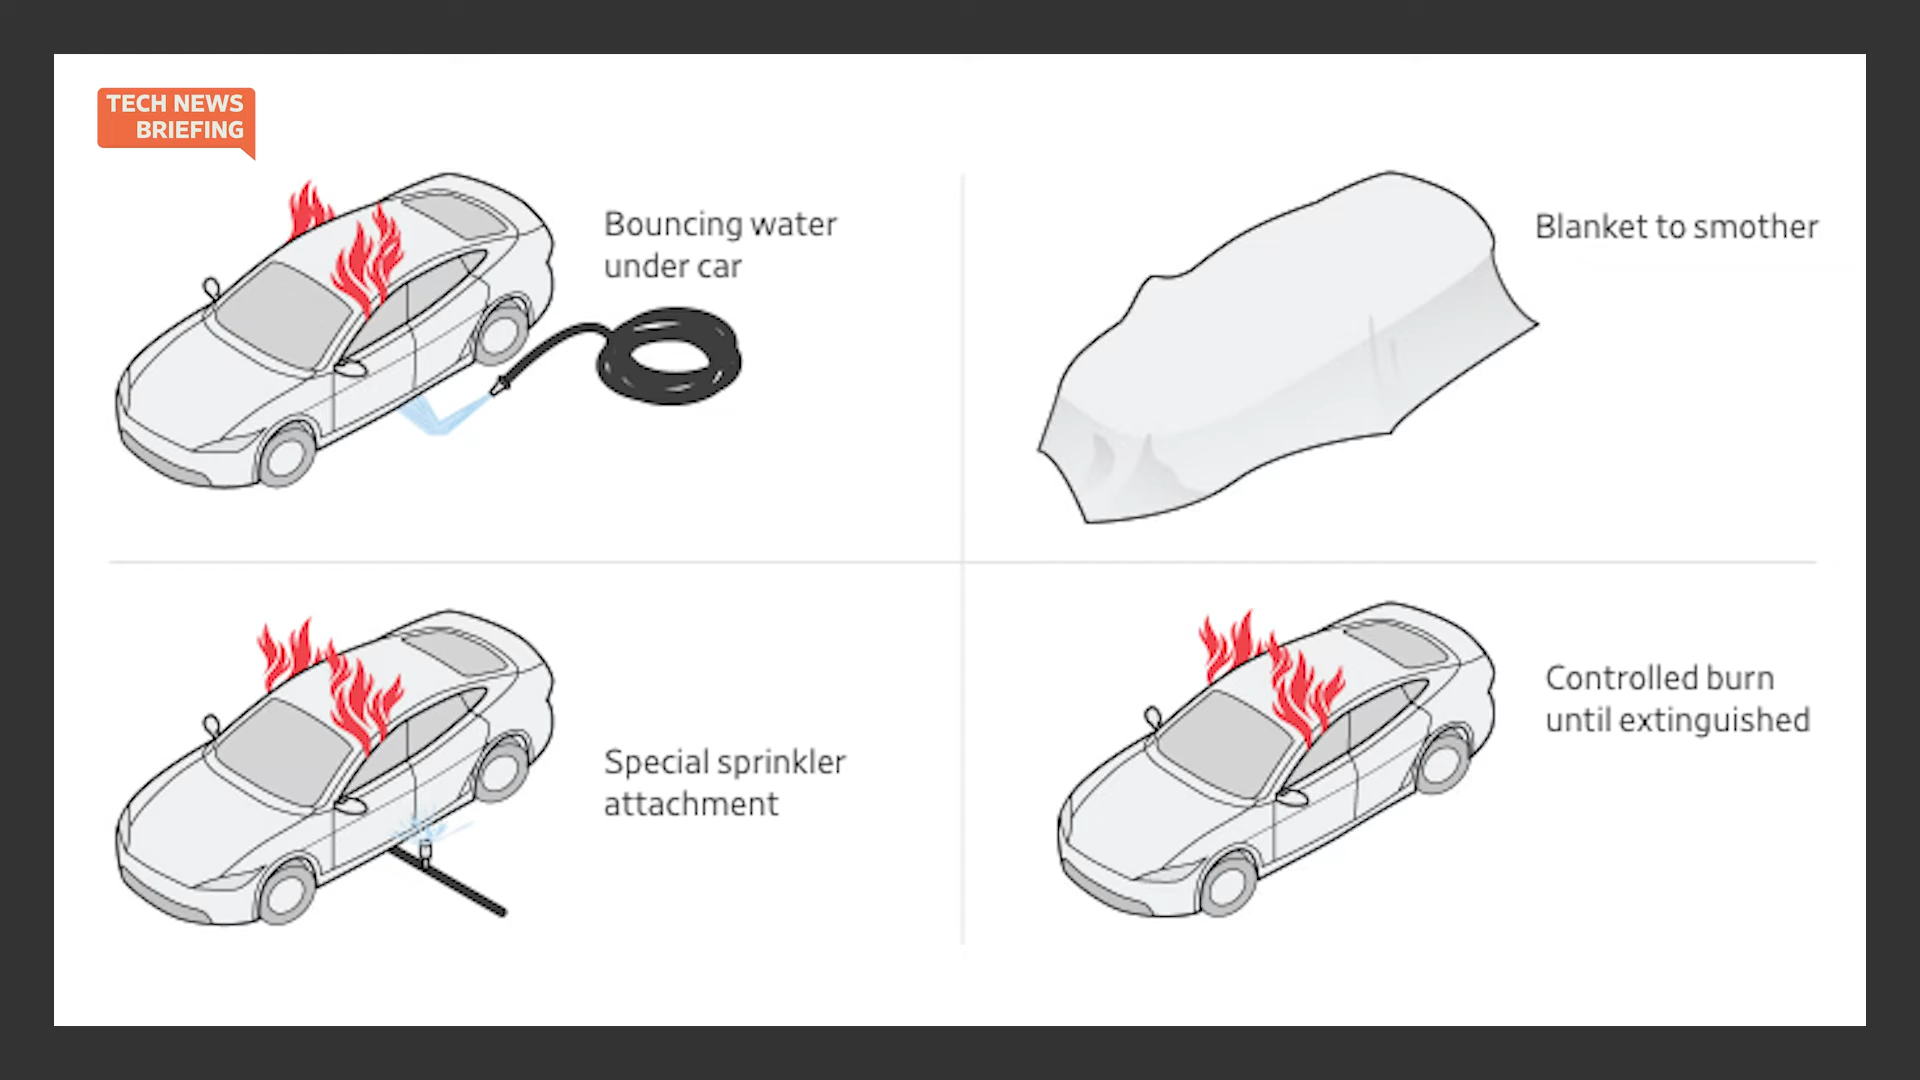 TECH NEWS
BRIEFING
Bouncing water
under car
Blanket to smother
Special sprinkler
attachment
Controlled burn
until extinguished